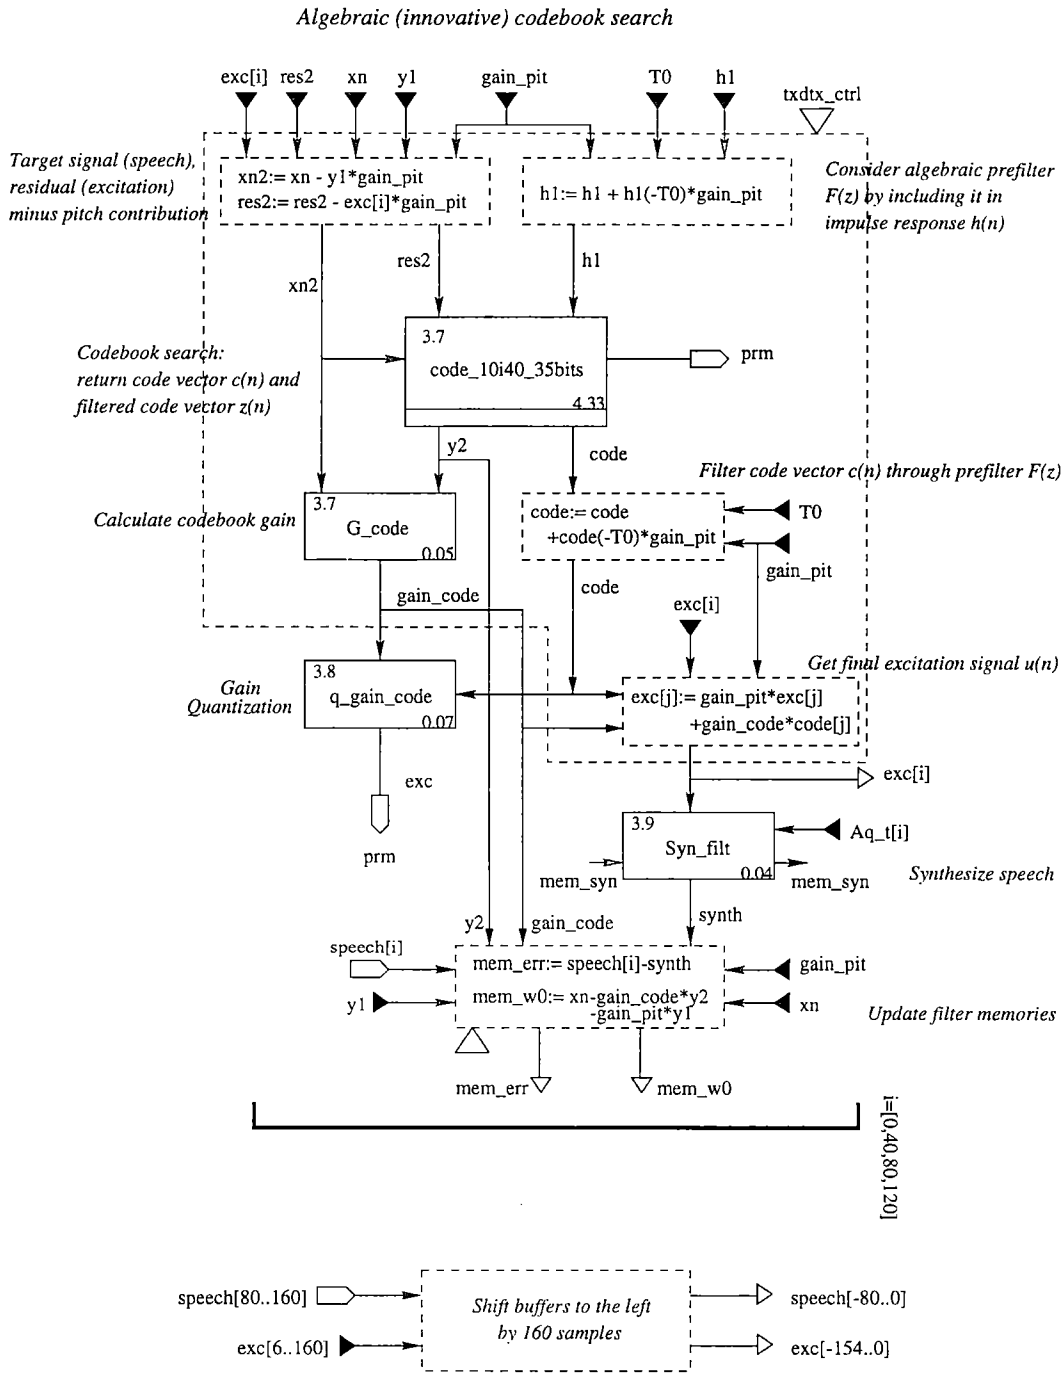 Algebraic (innovative) codebook search
exc[i] res2 xn y1 gain_pit T0 h1
txdtx_ctrl
Target signal (speech),
residual (excitation)
minus pitch contribution
xn2:= xn - y1*gain_pit
res2:= res2 - exc[i]*gain_pit
h1:= h1 + h1(-T0)*gain_pit
Consider algebraic prefilter
F(z) by including it in
impulse response h(n)
xn2
res2
h1
Codebook search:
return code vector c(n) and
filtered code vector z(n)
3.7
code_10i40_35bits
4.33
prm
y2
code
Filter code vector c(n) through prefilter F(z)
Calculate codebook gain
3.7
G_code
0.05
code:= code
+code(-T0)*gain_pit
T0
gain_pit
gain_code
code
exc[i]
Get final excitation signal u(n)
Gain
Quantization
3.8
q_gain_code
0.07
exc[j]:= gain_pit*exc[j]
+gain_code*code[j]
exc
exc[i]
prm
3.9
Syn_filt
0.04
Aq_t[i]
mem_syn
mem_syn
Synthesize speech
synth
y2
gain_code
speech[i]
y1
mem_err:= speech[i]-synth
mem_w0:= xn-gain_code*y2
-gain_pit*y1
gain_pit
xn
Update filter memories
mem_err
mem_w0
i=[0,40,80,120]
speech[80..160]
exc[6..160]
Shift buffers to the left
by 160 samples
speech[-80..0]
exc[-154..0]